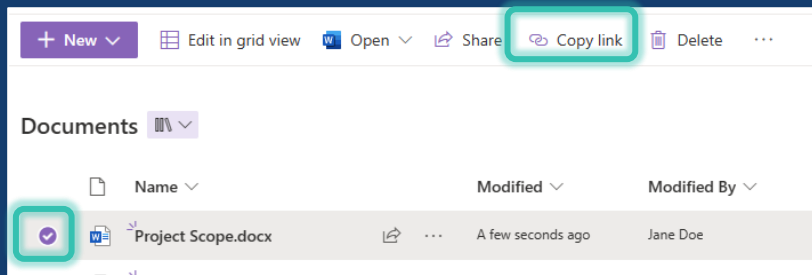 + New Edit in grid view Open Share Copy link Delete ...
Documents
Name Modified Modified By
Project Scope.docx ... A few seconds ago Jane Doe